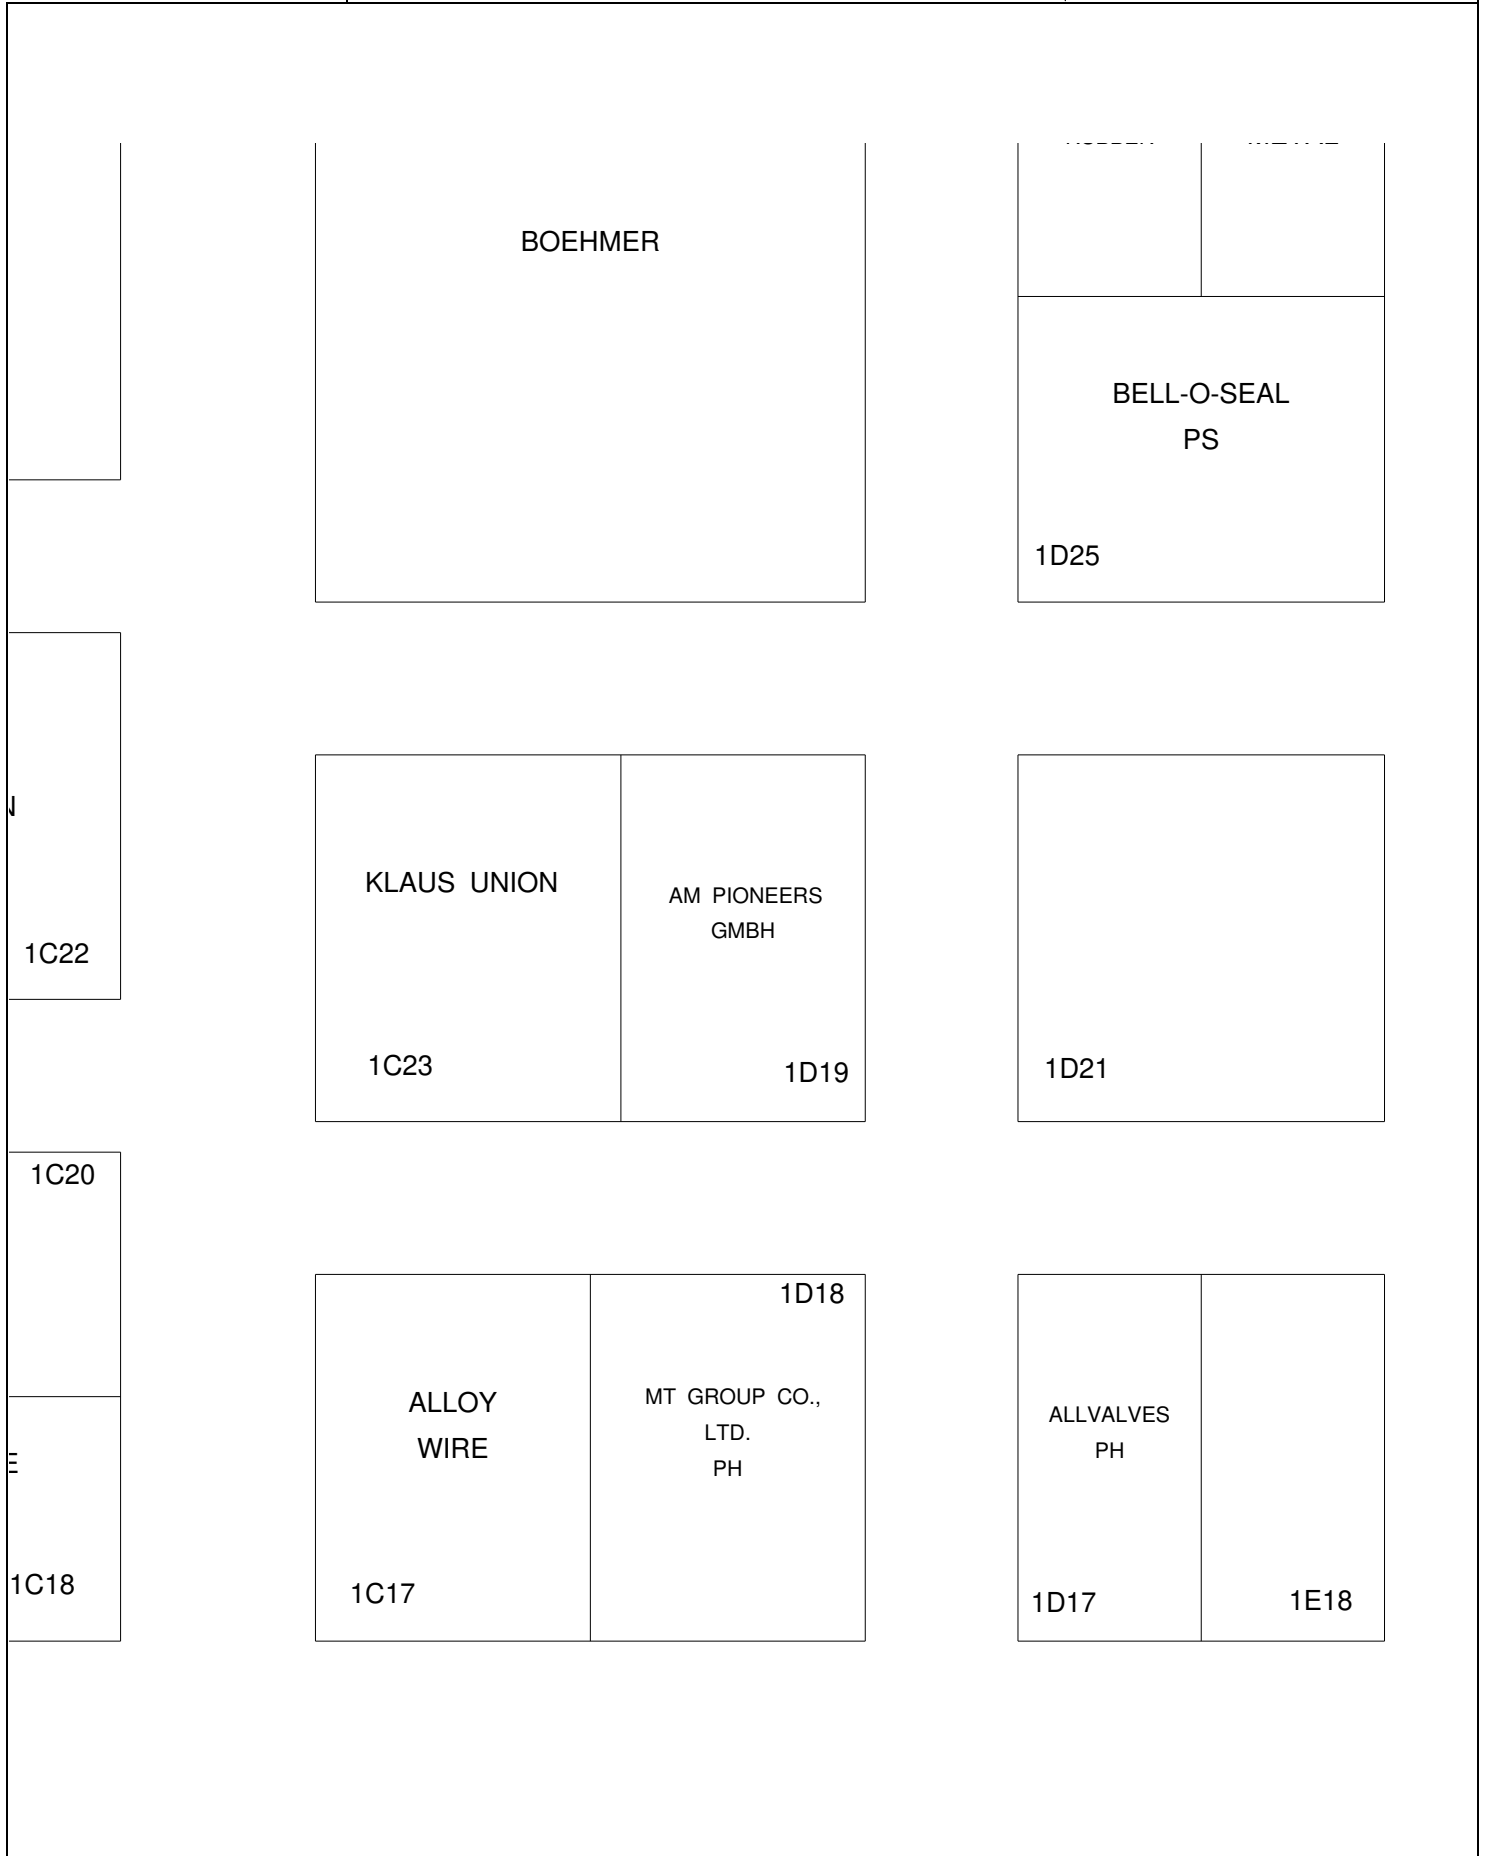 BOEHMER
BELL-O-SEAL
PS
1D25
1C22
KLAUS UNION
1C23
AM PIONEERS
GMBH
1D19
1D21
1C20
1C18
ALLOY
WIRE
1C17
1D18
MT GROUP CO.,
LTD.
PH
ALLVALVES
PH
1D17
1E18